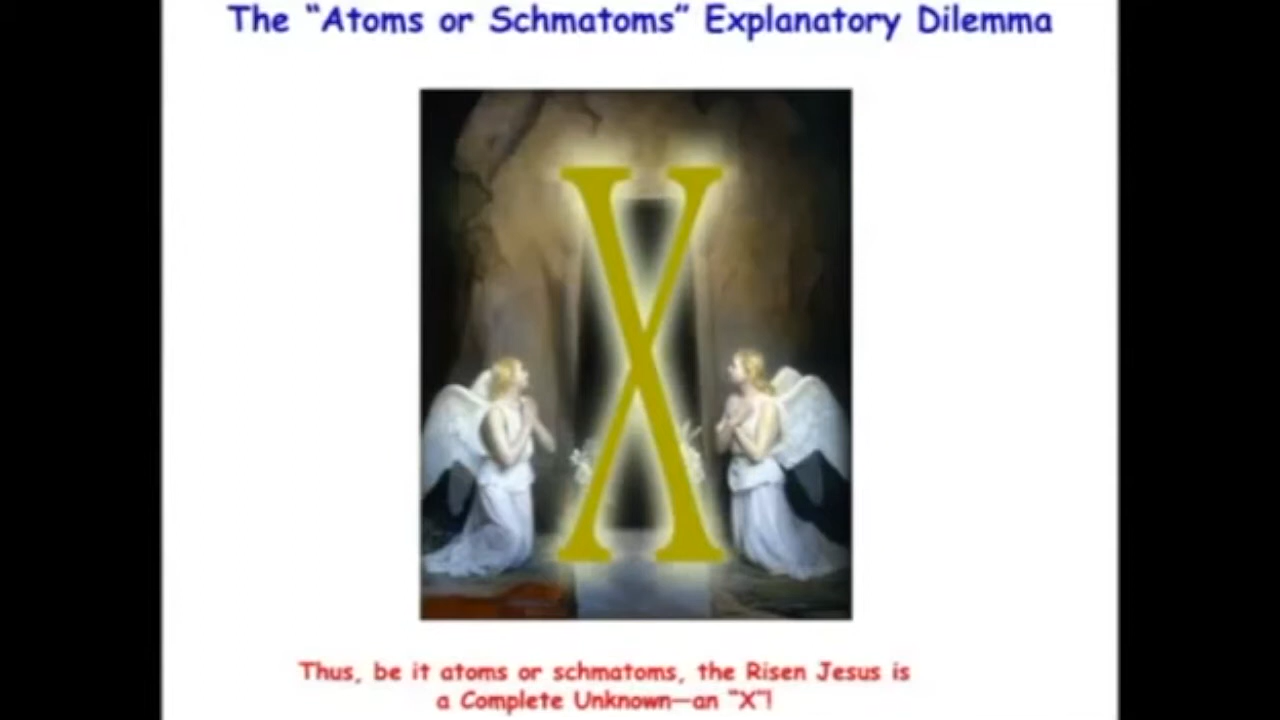 The “Atoms or Schmatoms” Explanatory Dilemma
X
Thus, be it atoms or schmatoms, the Risen Jesus is
a Complete Unknown—an “X”!